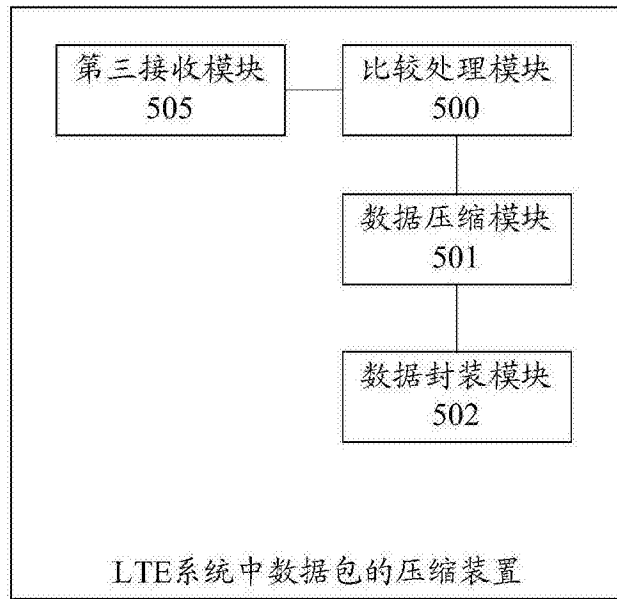 第三接收模块
505
比较处理模块
500
数据压缩模块
501
数据封装模块
502
LTE系统中数据包的压缩装置